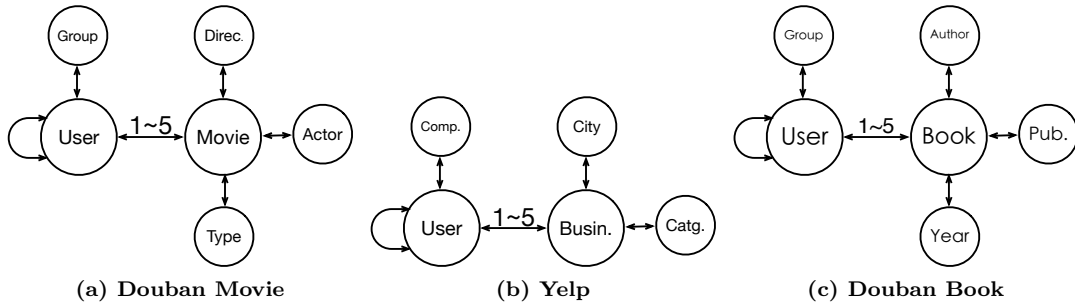 Group
Direc.
User
1~5
Movie
Actor
Type
(a) Douban Movie
Comp.
City
User
1~5
Busin.
Catg.
(b) Yelp
Group
Author
User
1~5
Book
Pub.
Year
(c) Douban Book